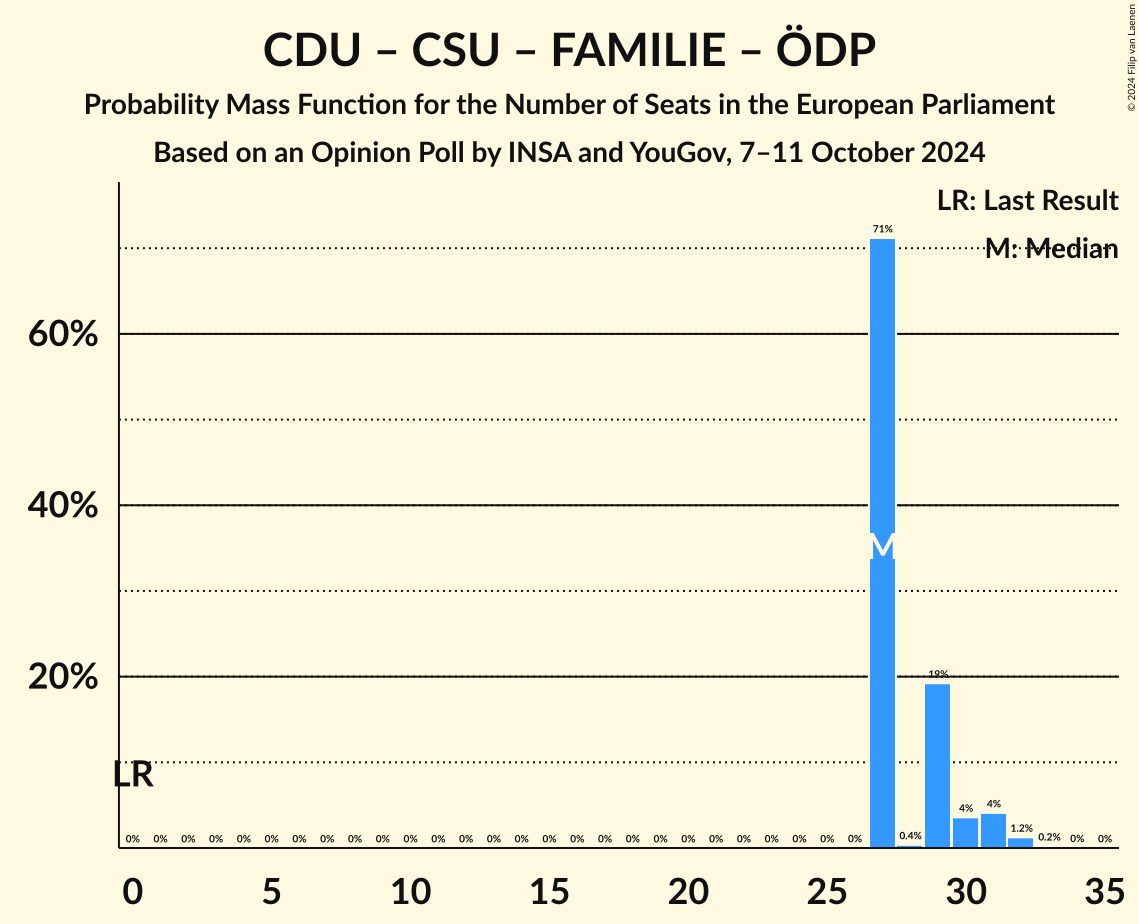 CDU – CSU – FAMILIE – ÖDP
Probability Mass Function for the Number of Seats in the European Parliament
Based on an Opinion Poll by INSA and YouGov, 7–11 October 2024
© 2024 Filip van Laenen
LR: Last Result
M: Median
71%
60%
40%
M
20%
19%
LR
0% 0% 0% 0% 0% 0% 0% 0% 0% 0% 0% 0% 0% 0% 0% 0% 0% 0% 0% 0% 0% 0% 0% 0% 0% 0% 0% 0.4% 4% 4% 1.2% 0.2% 0% 0%
0 5 10 15 20 25 30 35